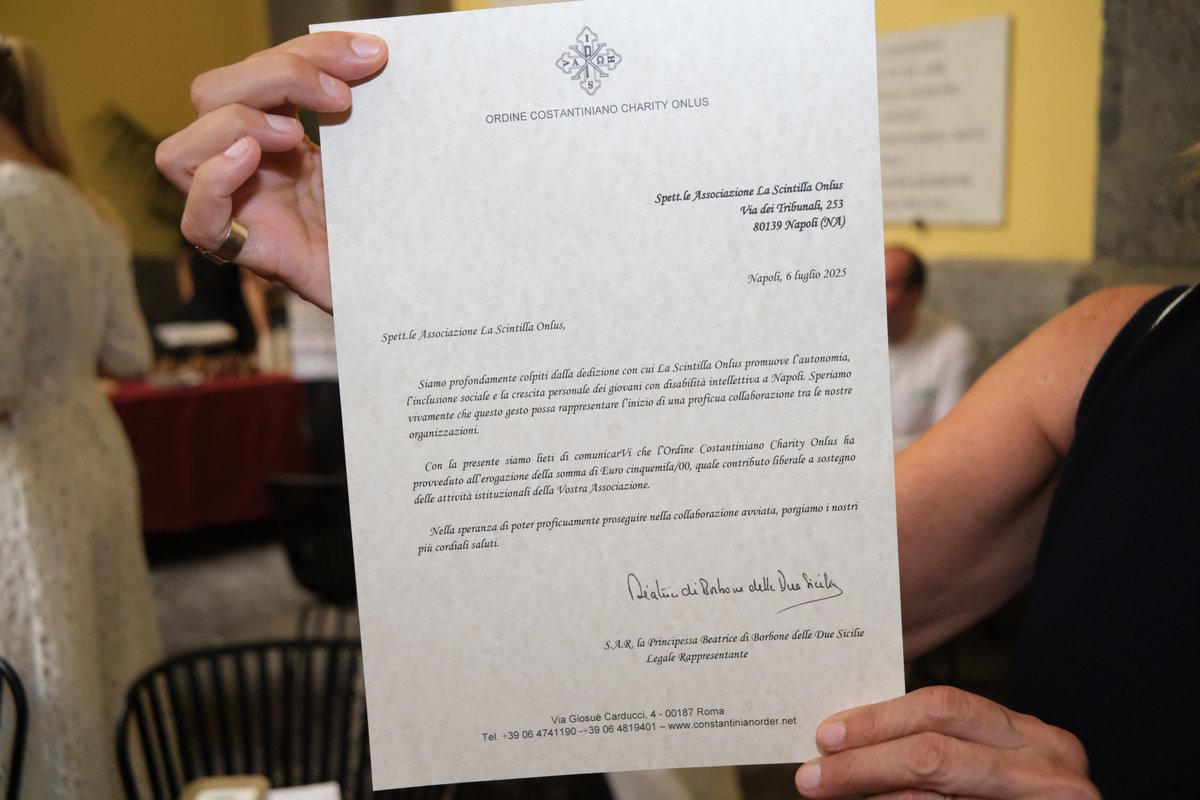 I
D
V A Ω H
I
S
ORDINE COSTANTINIANO CHARITY ONLUS
Spett.le Associazione La Scintilla Onlus
Via dei Tribunali, 253
80139 Napoli (NA)
Napoli, 6 luglio 2025
Spett.le Associazione La Scintilla Onlus,
Siamo profondamente colpiti dalla dedizione con cui La Scintilla Onlus promuove l'autonomia,
l'inclusione sociale e la crescita personale dei giovani con disabilità intellettiva a Napoli. Speriamo
vivamente che questo gesto possa rappresentare l'inizio di una proficua collaborazione tra le nostre
organizzazioni.
Con la presente siamo lieti di comunicarVi che l'Ordine Costantiniano Charity Onlus ha
provveduto all'erogazione della somma di Euro cinquemila/00, quale contributo liberale a sostegno
delle attività istituzionali della Vostra Associazione.
Nella speranza di poter proficuamente proseguire nella collaborazione avviata, porgiamo i nostri
più cordiali saluti.
Béatrice di Borbone delle Due Sicilie
S.A.R. la Principessa Beatrice di Borbone delle Due Sicilie
Legale Rappresentante
Via Giosuè Carducci, 4 - 00187 Roma
Tel. +39 06 4741190 -+39 06 4819401 – www.constantinianorder.net